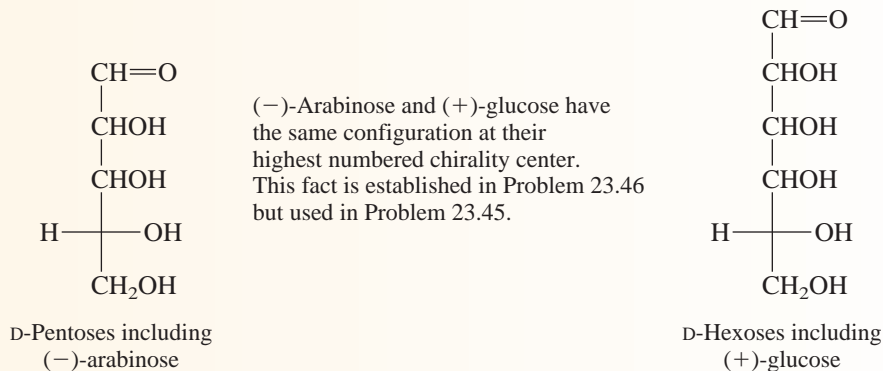 CH=O
CHOH
CHOH
H OH
CH₂OH
D-Pentoses including
(−)-arabinose
(−)-Arabinose and (+)-glucose have
the same configuration at their
highest numbered chirality center.
This fact is established in Problem 23.46
but used in Problem 23.45.
CH=O
CHOH
CHOH
CHOH
H OH
CH₂OH
D-Hexoses including
(+)-glucose